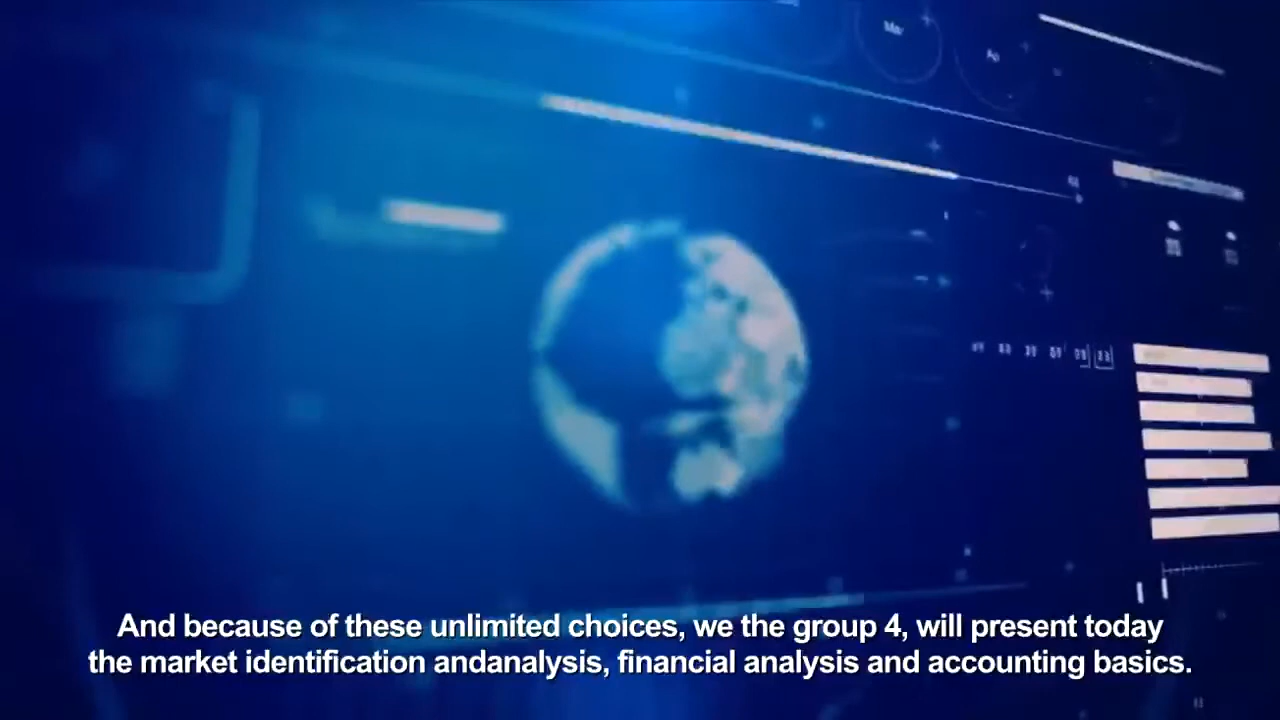 Mar
And because of these unlimited choices, we the group 4, will present today
the market identification andanalysis, financial analysis and accounting basics.